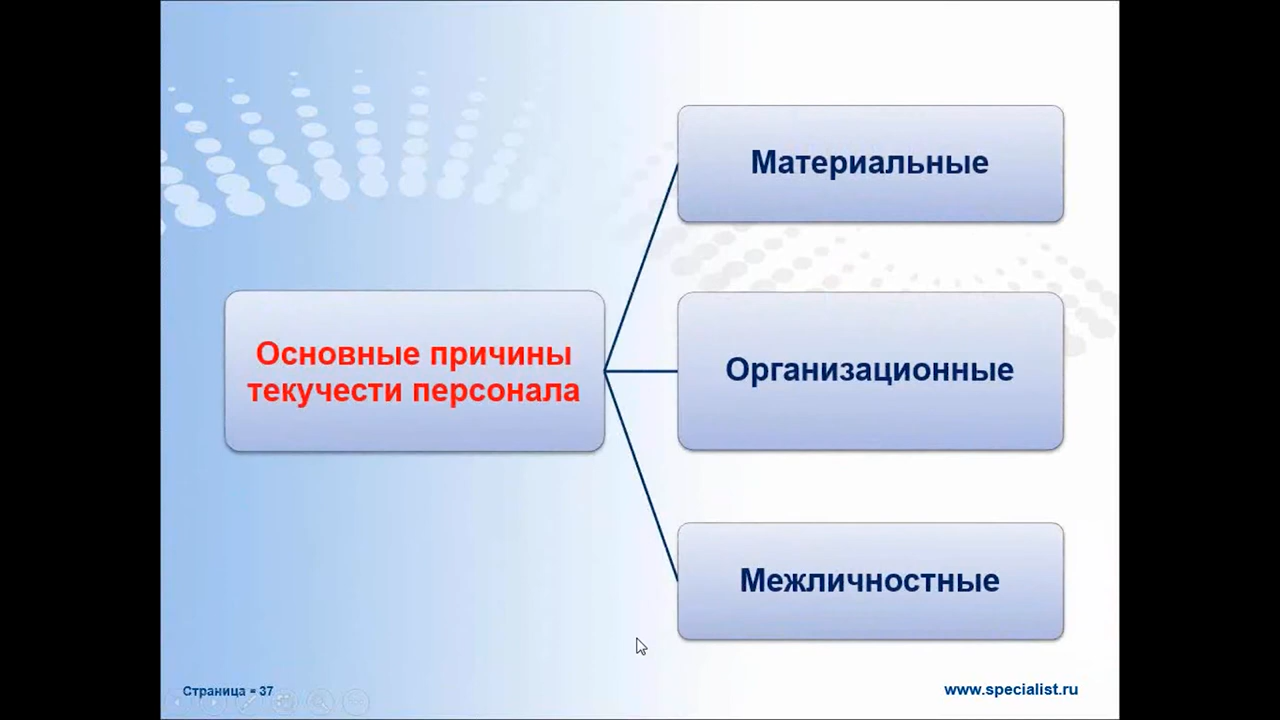 Материальные
Основные причины
текучести персонала
Организационные
Межличностные
Страница = 37
www.specialist.ru